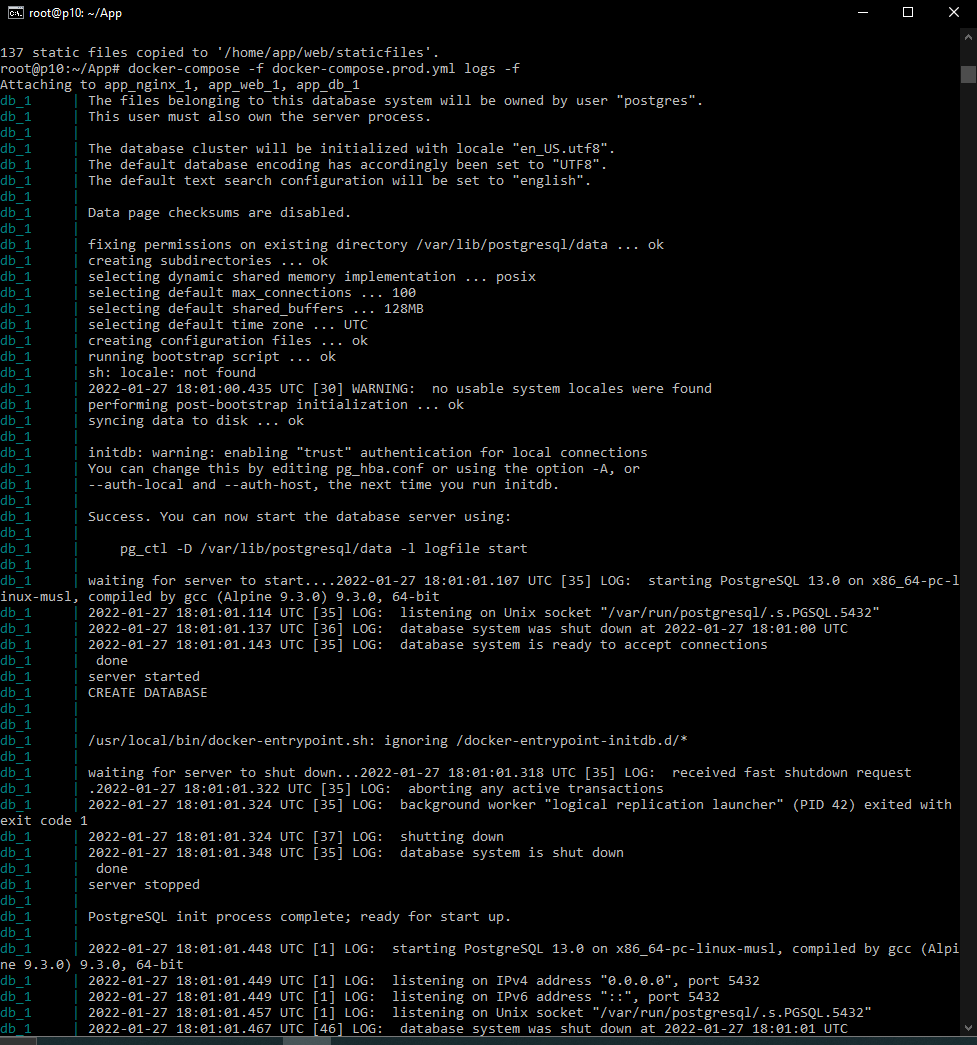 root@p10: ~/App
137 static files copied to '/home/app/web/staticfiles'.
root@p10:~/App# docker-compose -f docker-compose.prod.yml logs -f
Attaching to app_nginx_1, app_web_1, app_db_1
db_1     | The files belonging to this database system will be owned by user "postgres".
db_1     | This user must also own the server process.
db_1     |
db_1     | The database cluster will be initialized with locale "en_US.utf8".
db_1     | The default database encoding has accordingly been set to "UTF8".
db_1     | The default text search configuration will be set to "english".
db_1     |
db_1     | Data page checksums are disabled.
db_1     |
db_1     | fixing permissions on existing directory /var/lib/postgresql/data ... ok
db_1     | creating subdirectories ... ok
db_1     | selecting dynamic shared memory implementation ... posix
db_1     | selecting default max_connections ... 100
db_1     | selecting default shared_buffers ... 128MB
db_1     | selecting default time zone ... UTC
db_1     | creating configuration files ... ok
db_1     | running bootstrap script ... ok
db_1     | sh: locale: not found
db_1     | 2022-01-27 18:01:00.435 UTC [30] WARNING:  no usable system locales were found
db_1     | performing post-bootstrap initialization ... ok
db_1     | syncing data to disk ... ok
db_1     |
db_1     | initdb: warning: enabling "trust" authentication for local connections
db_1     | You can change this by editing pg_hba.conf or using the option -A, or
db_1     | --auth-local and --auth-host, the next time you run initdb.
db_1     |
db_1     | Success. You can now start the database server using:
db_1     |
db_1     |     pg_ctl -D /var/lib/postgresql/data -l logfile start
db_1     |
db_1     | waiting for server to start....2022-01-27 18:01:01.107 UTC [35] LOG:  starting PostgreSQL 13.0 on x86_64-pc-l
inux-musl, compiled by gcc (Alpine 9.3.0) 9.3.0, 64-bit
db_1     | 2022-01-27 18:01:01.114 UTC [35] LOG:  listening on Unix socket "/var/run/postgresql/.s.PGSQL.5432"
db_1     | 2022-01-27 18:01:01.137 UTC [36] LOG:  database system was shut down at 2022-01-27 18:01:00 UTC
db_1     | 2022-01-27 18:01:01.143 UTC [35] LOG:  database system is ready to accept connections
db_1     |  done
db_1     | server started
db_1     | CREATE DATABASE
db_1     |
db_1     |
db_1     | /usr/local/bin/docker-entrypoint.sh: ignoring /docker-entrypoint-initdb.d/*
db_1     |
db_1     | waiting for server to shut down...2022-01-27 18:01:01.318 UTC [35] LOG:  received fast shutdown request
db_1     | .2022-01-27 18:01:01.322 UTC [35] LOG:  aborting any active transactions
db_1     | 2022-01-27 18:01:01.324 UTC [35] LOG:  background worker "logical replication launcher" (PID 42) exited with
exit code 1
db_1     | 2022-01-27 18:01:01.324 UTC [37] LOG:  shutting down
db_1     | 2022-01-27 18:01:01.348 UTC [35] LOG:  database system is shut down
db_1     |  done
db_1     | server stopped
db_1     |
db_1     | PostgreSQL init process complete; ready for start up.
db_1     |
db_1     | 2022-01-27 18:01:01.448 UTC [1] LOG:  starting PostgreSQL 13.0 on x86_64-pc-linux-musl, compiled by gcc (Alpi
ne 9.3.0) 9.3.0, 64-bit
db_1     | 2022-01-27 18:01:01.449 UTC [1] LOG:  listening on IPv4 address "0.0.0.0", port 5432
db_1     | 2022-01-27 18:01:01.449 UTC [1] LOG:  listening on IPv6 address "::", port 5432
db_1     | 2022-01-27 18:01:01.457 UTC [1] LOG:  listening on Unix socket "/var/run/postgresql/.s.PGSQL.5432"
db_1     | 2022-01-27 18:01:01.467 UTC [46] LOG:  database system was shut down at 2022-01-27 18:01:01 UTC